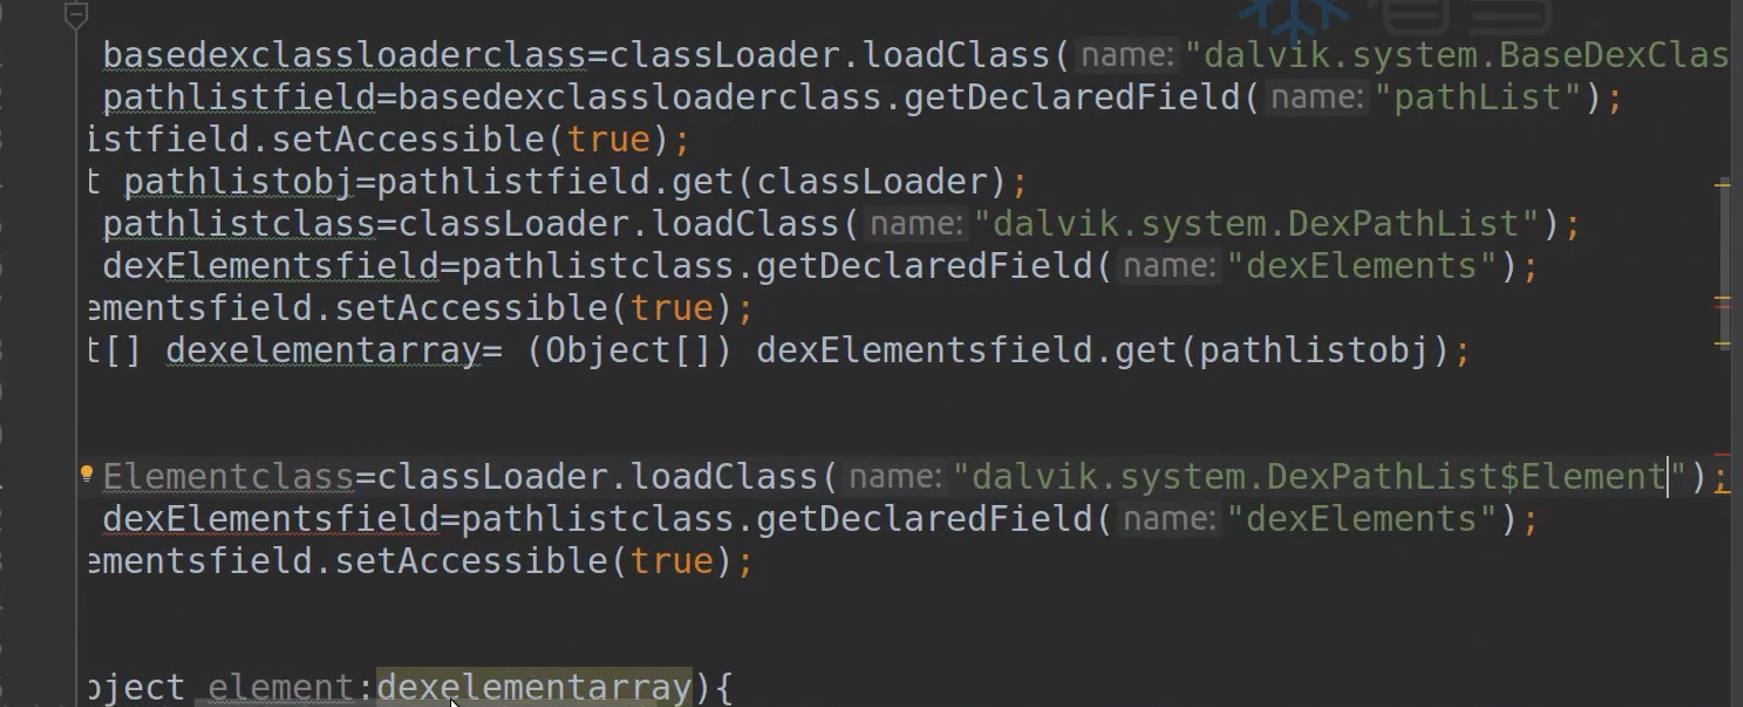 basedexclassloaderclass=classLoader.loadClass( name: "dalvik.system.BaseDexClas
pathlistfield=basedexclassloaderclass.getDeclaredField( name: "pathList");
istfield.setAccessible(true);
t pathlistobj=pathlistfield.get(classLoader);
pathlistclass=classLoader.loadClass( name: "dalvik.system.DexPathList");
dexElementsfield=pathlistclass.getDeclaredField( name: "dexElements");
ementsfield.setAccessible(true);
t[] dexelementarray= (Object[]) dexElementsfield.get(pathlistobj);
Elementclass=classLoader.loadClass( name: "dalvik.system.DexPathList$Element");
dexElementsfield=pathlistclass.getDeclaredField( name: "dexElements");
ementsfield.setAccessible(true);
bject element:dexelementarray){